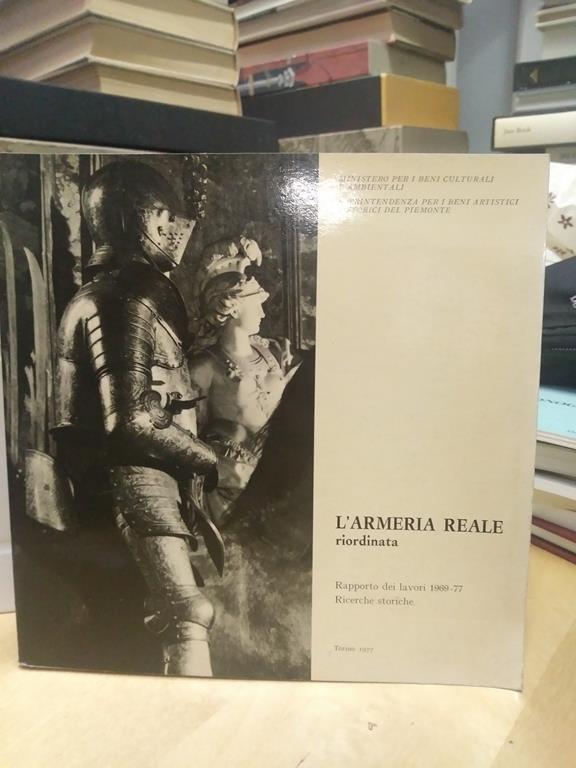 MINISTERO PER I BENI CULTURALI
E AMBIENTALI
SOPRINTENDENZA PER I BENI ARTISTICI
E STORICI DEL PIEMONTE
L'ARMERIA REALE
riordinata
Rapporto dei lavori 1969-77
Ricerche storiche
Torino 1977